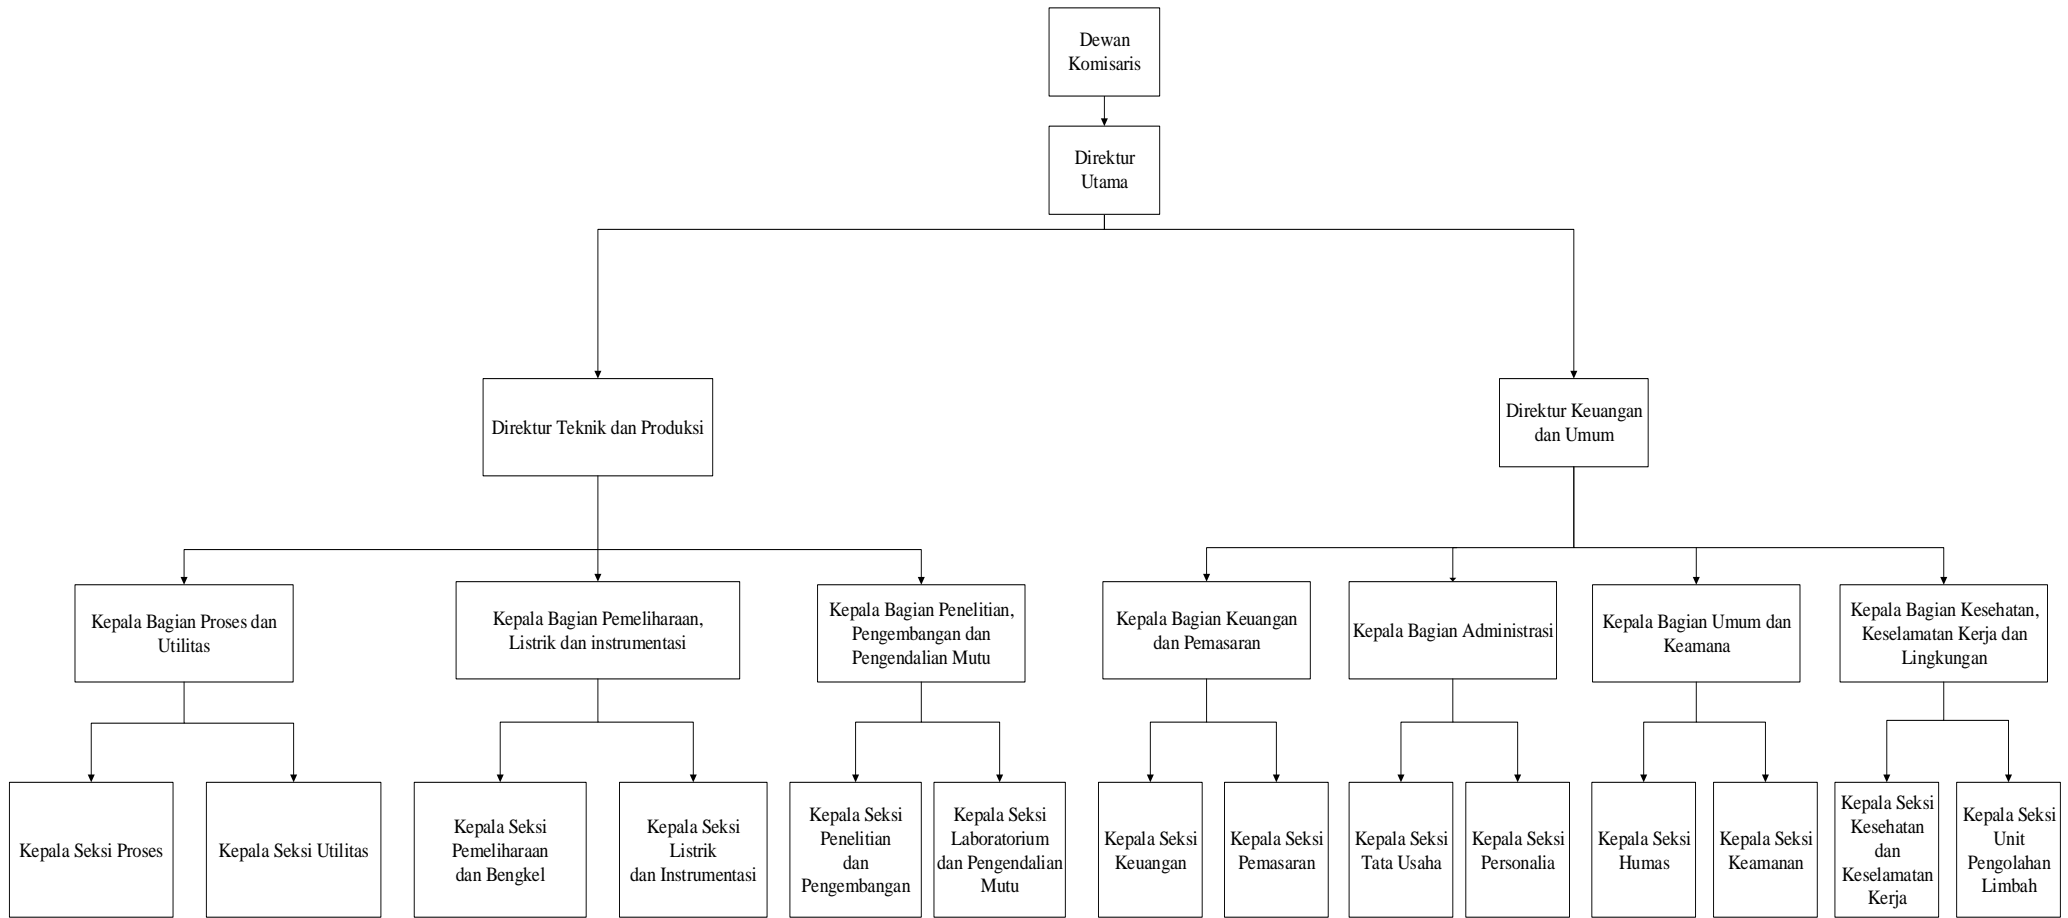 Dewan
Komisaris
Direktur
Utama
Direktur Teknik dan Produksi
Direktur Keuangan
dan Umum
Kepala Bagian Proses dan
Utilitas
Kepala Bagian Pemeliharaan,
Listrik dan instrumentasi
Kepala Bagian Penelitian,
Pengembangan dan
Pengendalian Mutu
Kepala Bagian Keuangan
dan Pemasaran
Kepala Bagian Administrasi
Kepala Bagian Umum dan
Keamana
Kepala Bagian Kesehatan,
Keselamatan Kerja dan
Lingkungan
Kepala Seksi Proses
Kepala Seksi Utilitas
Kepala Seksi
Pemeliharaan
dan Bengkel
Kepala Seksi
Listrik
dan Instrumentasi
Kepala Seksi
Penelitian
dan
Pengembangan
Kepala Seksi
Laboratorium
dan Pengendalian
Mutu
Kepala Seksi
Keuangan
Kepala Seksi
Pemasaran
Kepala Seksi
Tata Usaha
Kepala Seksi
Personalia
Kepala Seksi
Humas
Kepala Seksi
Keamanan
Kepala Seksi
Kesehatan
dan
Keselamatan
Kerja
Kepala Seksi
Unit
Pengolahan
Limbah